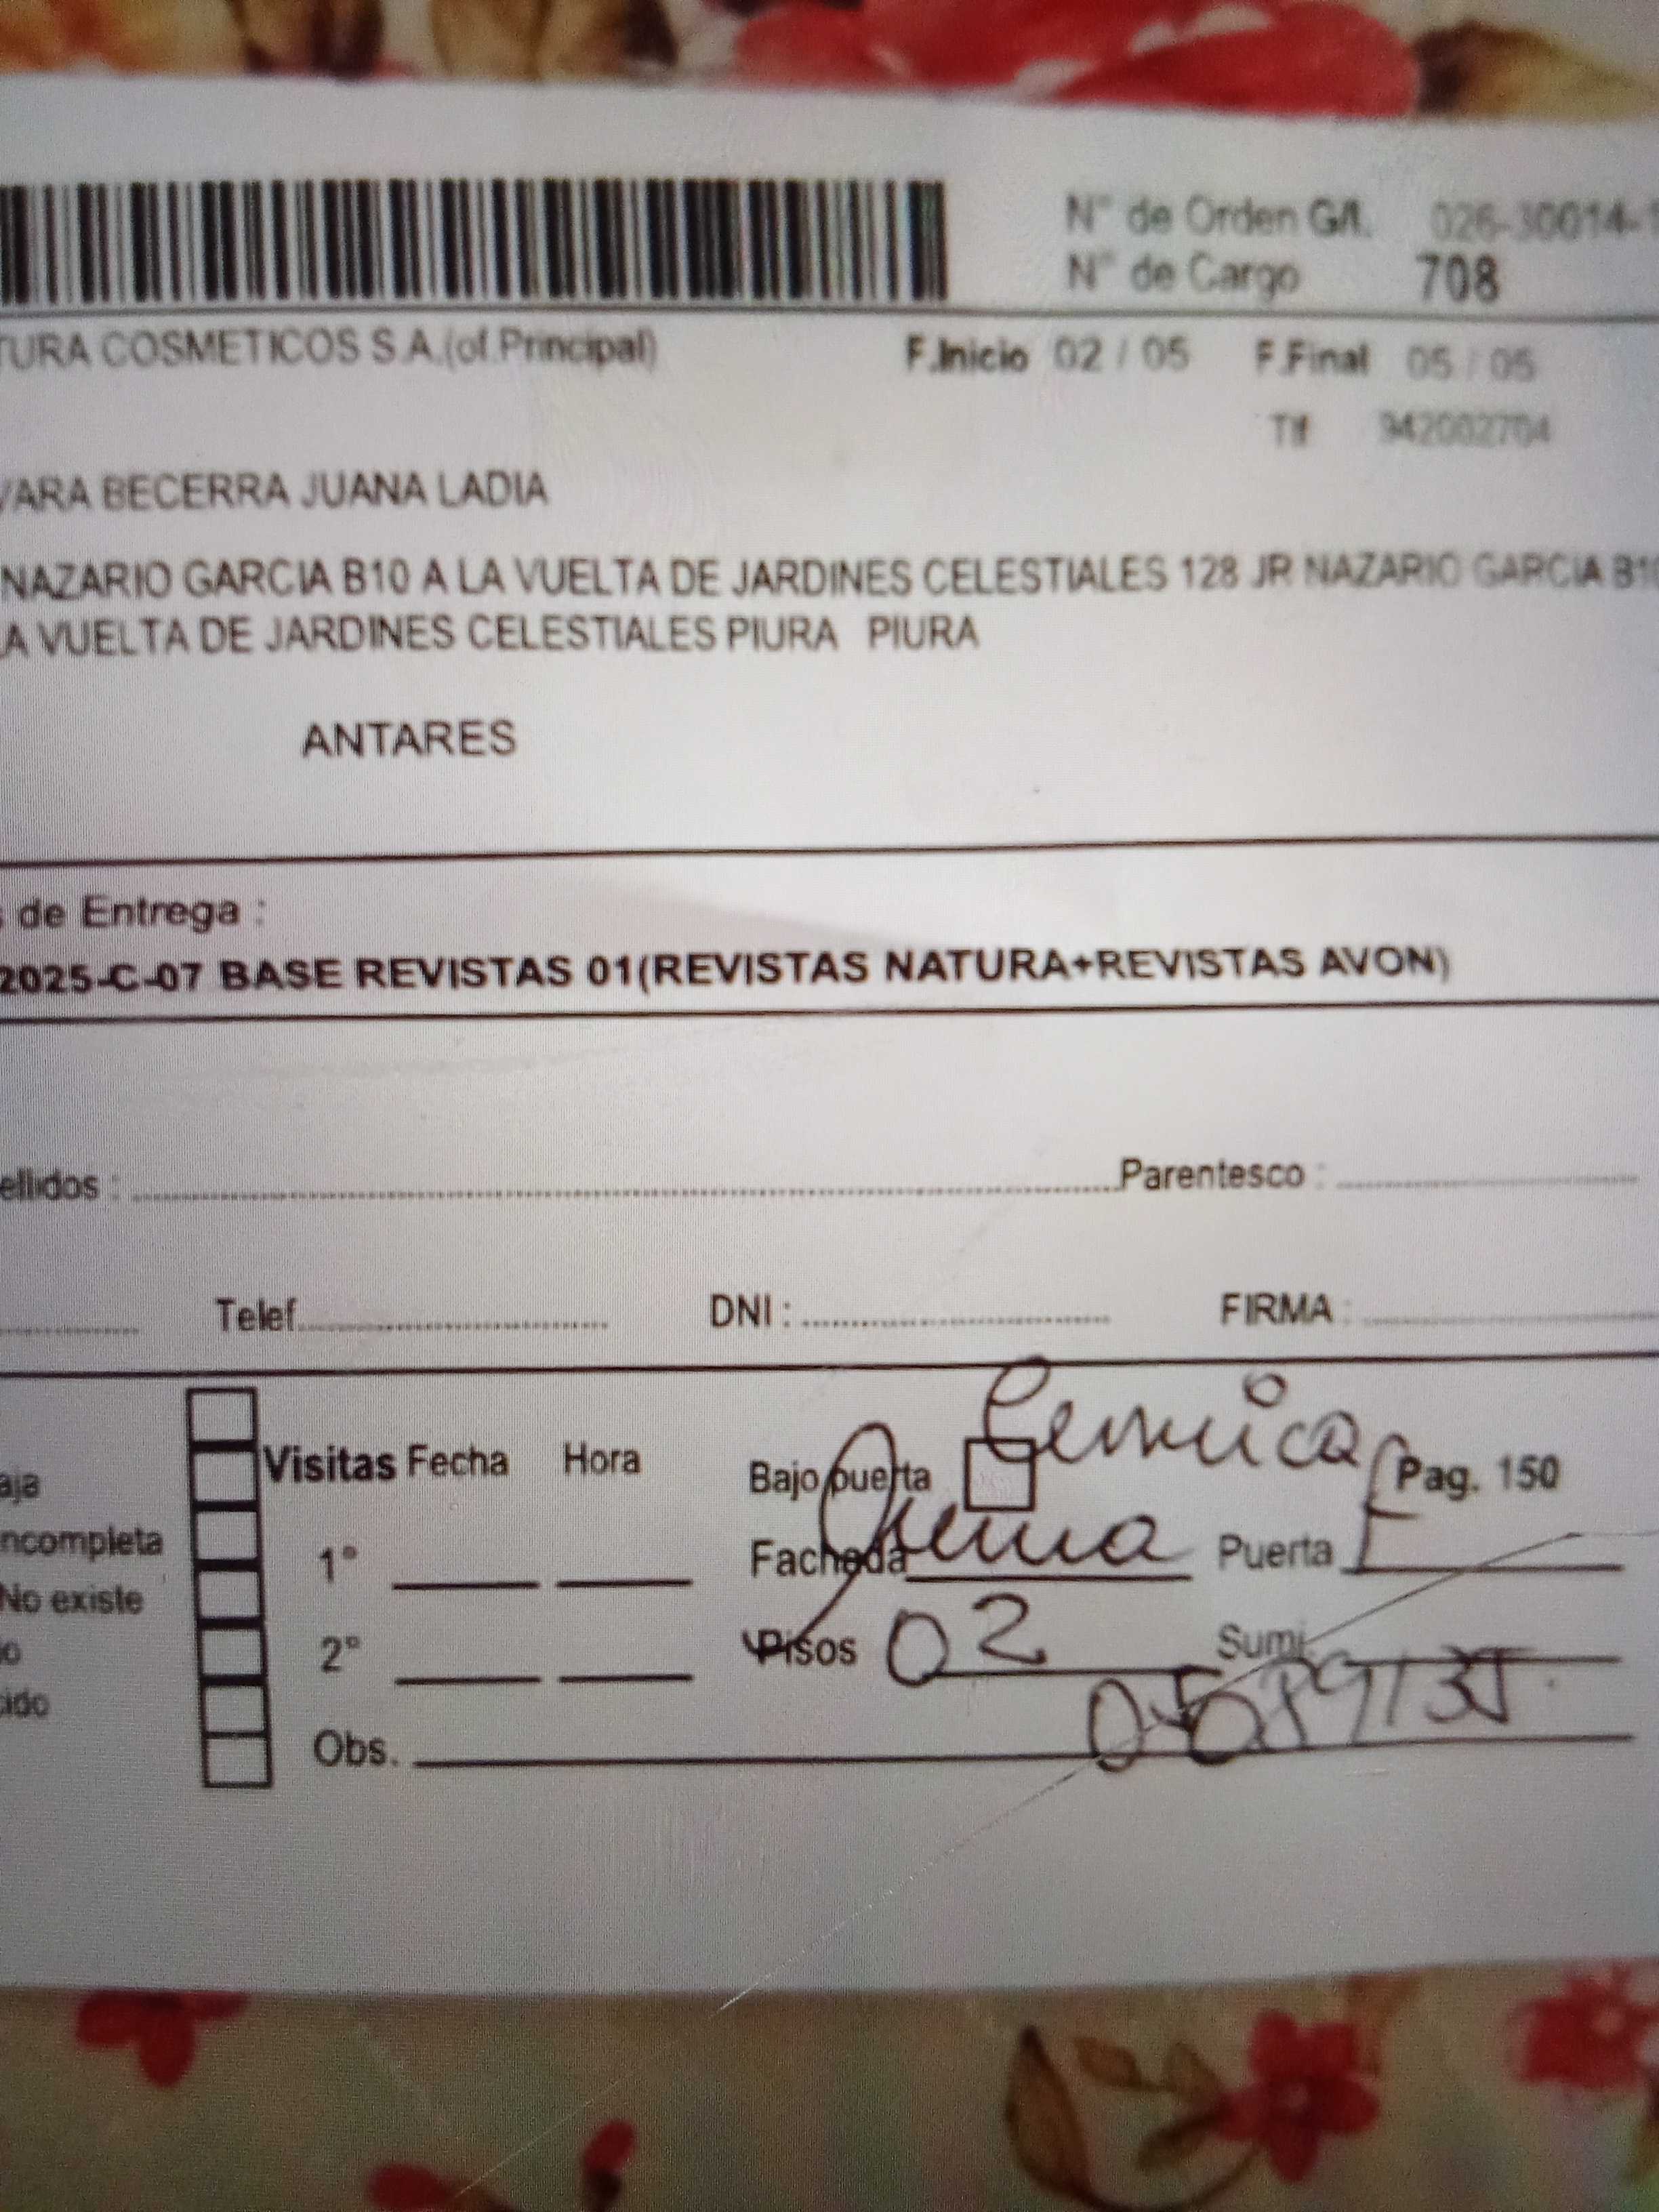 N° de Orden G/I. 026-30014-1
N° de Cargo 708
TURA COSMETICOS S.A.(of.Principal) F.Inicio 02 / 05 F.Final 05 / 05
Tlf 942002704
VARA BECERRA JUANA LADIA
NAZARIO GARCIA B10 A LA VUELTA DE JARDINES CELESTIALES 128 JR NAZARIO GARCIA B10
LA VUELTA DE JARDINES CELESTIALES PIURA PIURA
ANTARES
s de Entrega :
2025-C-07 BASE REVISTAS 01(REVISTAS NATURA+REVISTAS AVON)
ellidos : Parentesco :
Telef. DNI : FIRMA :
Visitas Fecha Hora Bajo puerta Pag. 150
aja
ncompleta 1° Fachada Puerta F
No existe
o 2° Pisos 02 Sumi.
cido
Obs.